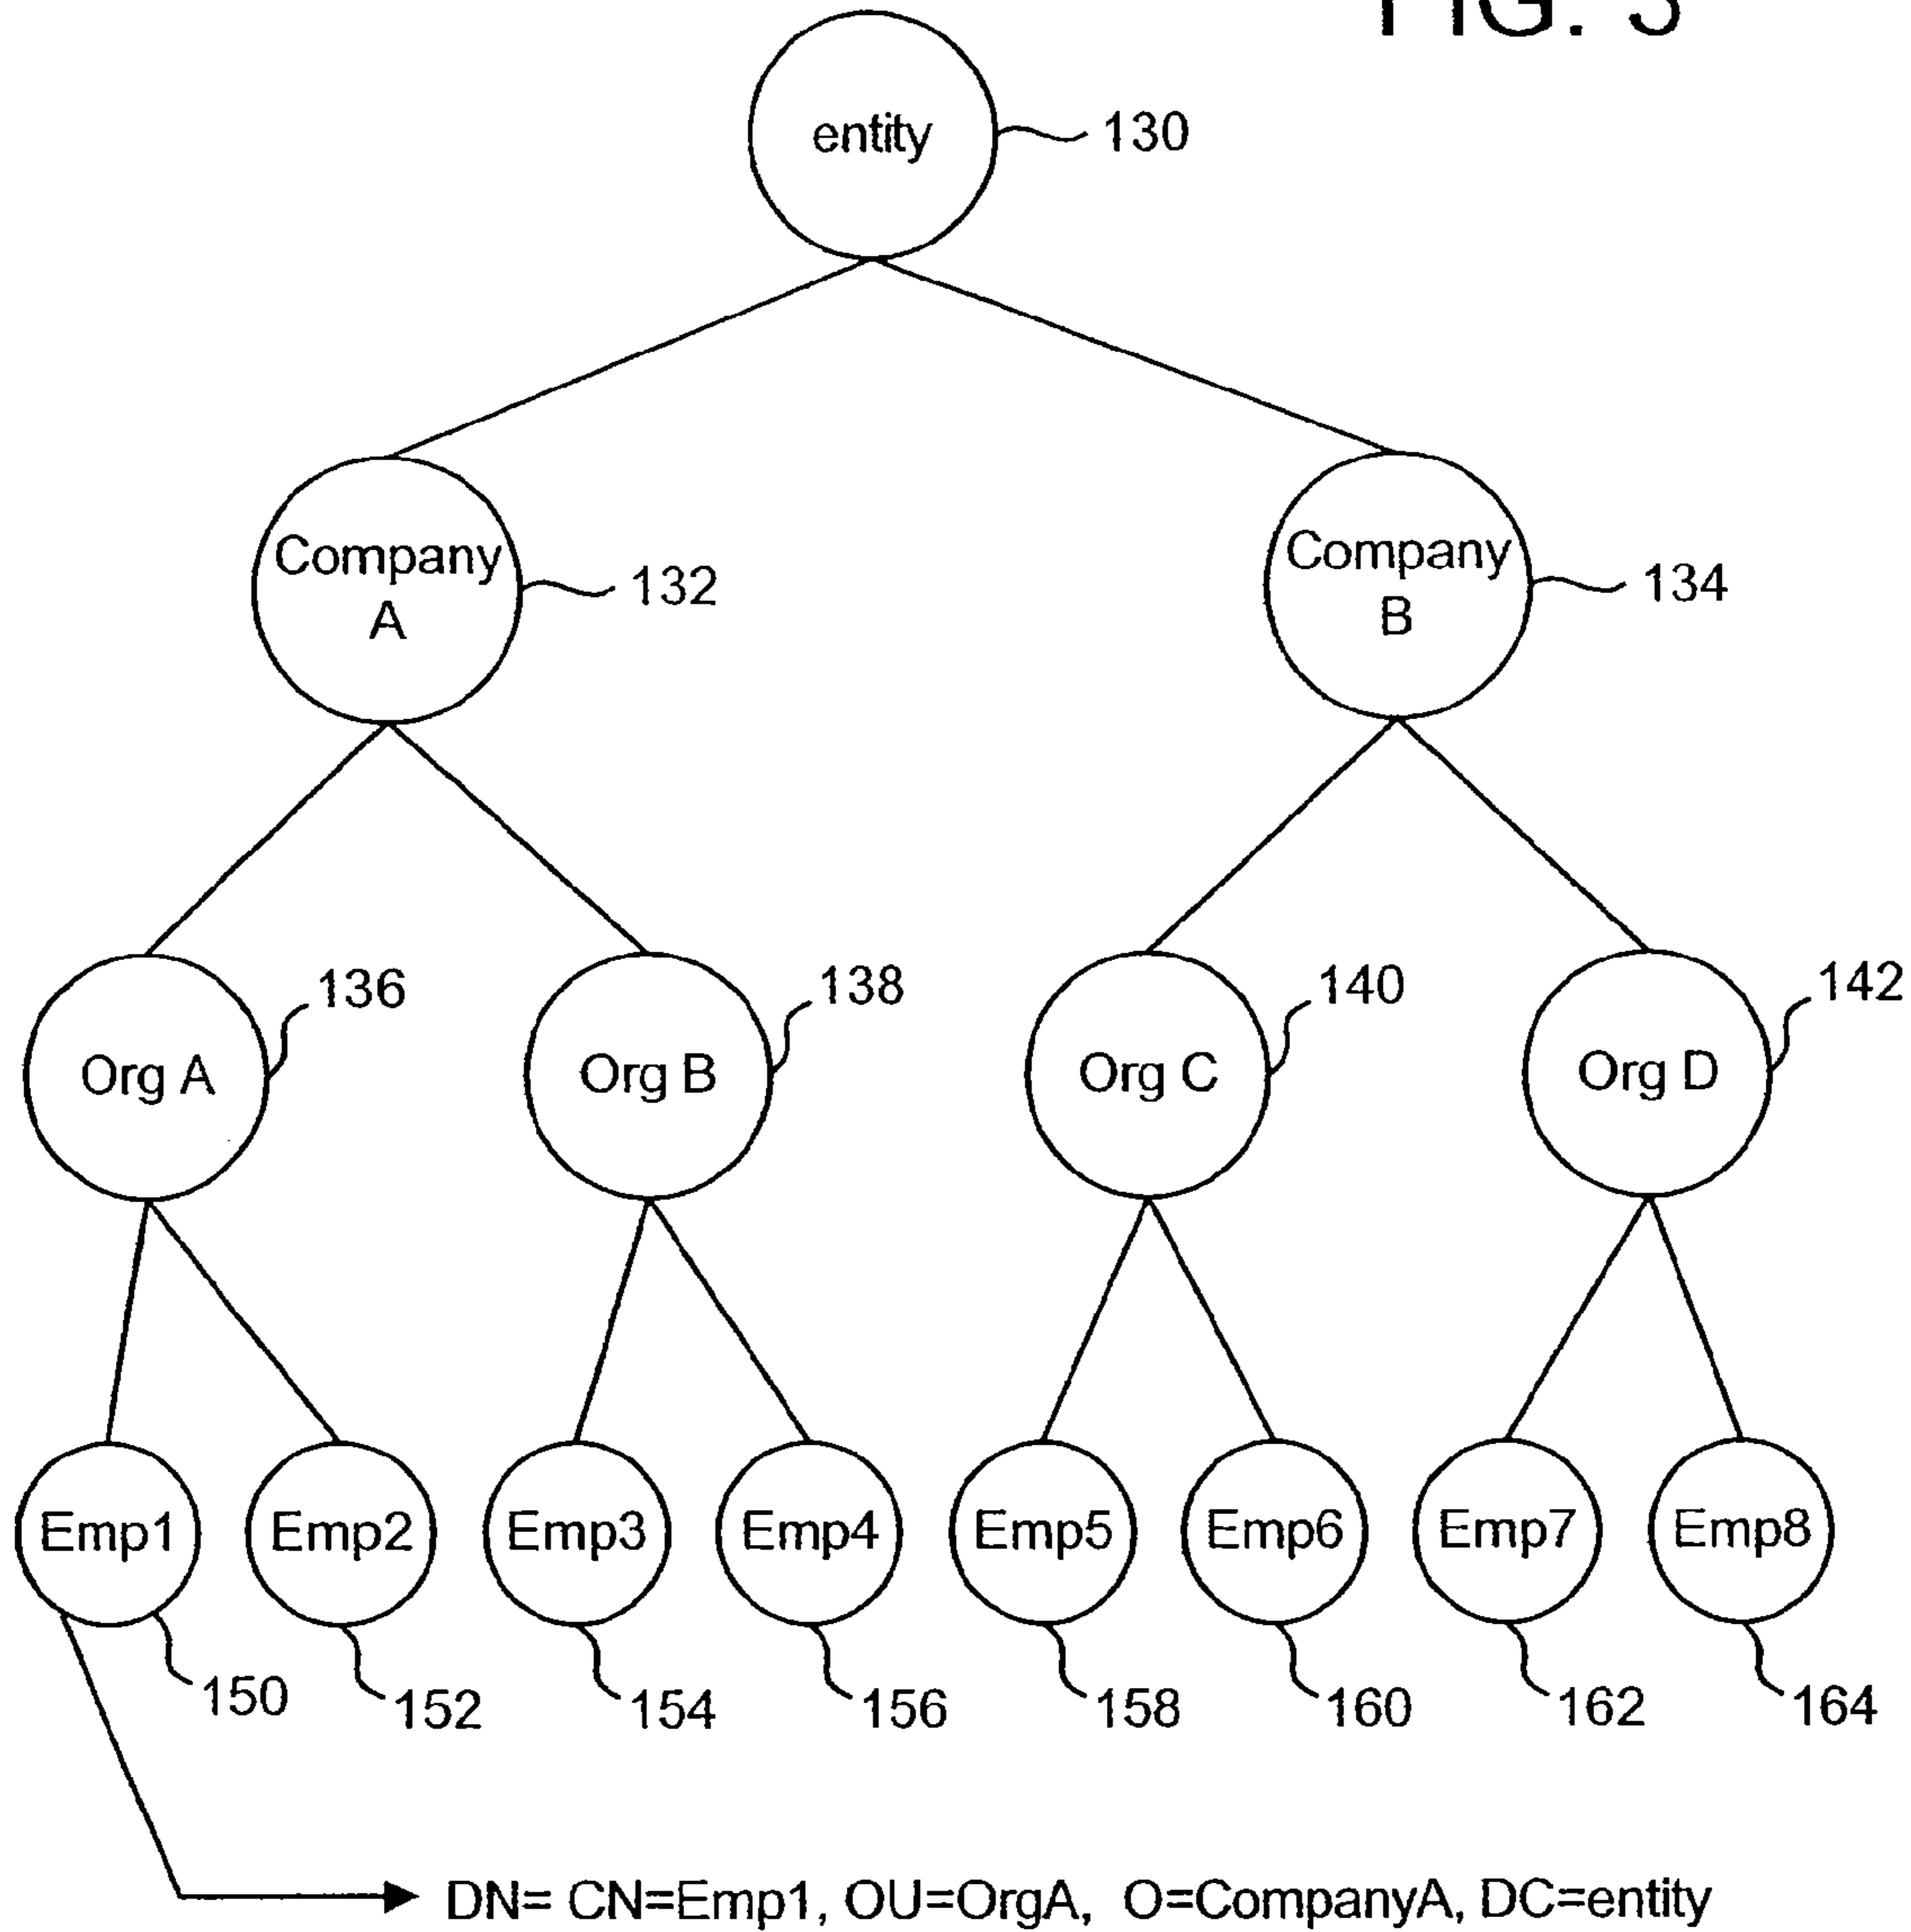 FIG. 3
entity
130
Company
A
132
Company
B
134
136
138
140
142
Org A
Org B
Org C
Org D
Emp1
Emp2
Emp3
Emp4
Emp5
Emp6
Emp7
Emp8
150
152
154
156
158
160
162
164
DN= CN=Emp1, OU=OrgA, O=CompanyA, DC=entity